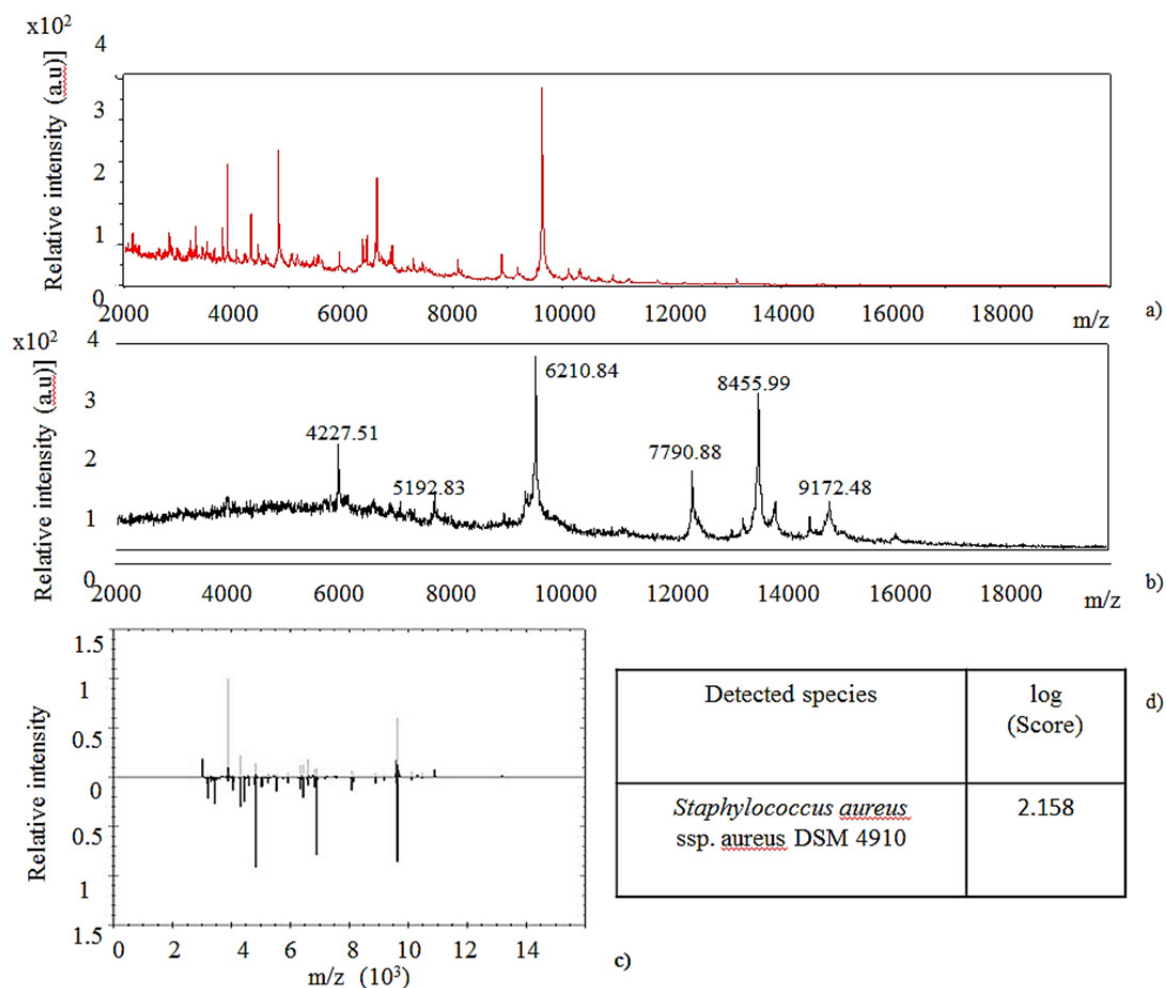 x10²
4
3
2
1
0
Relative intensity (a.u)]
2000 4000 6000 8000 10000 12000 14000 16000 18000 m/z
a)
x10²
4
3
2
1
0
Relative intensity (a.u)]
4227.51
5192.83
6210.84
7790.88
8455.99
9172.48
2000 4000 6000 8000 10000 12000 14000 16000 18000 m/z
b)
1.5
1
0.5
0
0.5
1
1.5
Relative intensity
0 2 4 6 8 10 12 14
m/z (10³)
c)
Detected species
log
(Score)
d)
Staphylococcus aureus
ssp. aureus DSM 4910
2.158